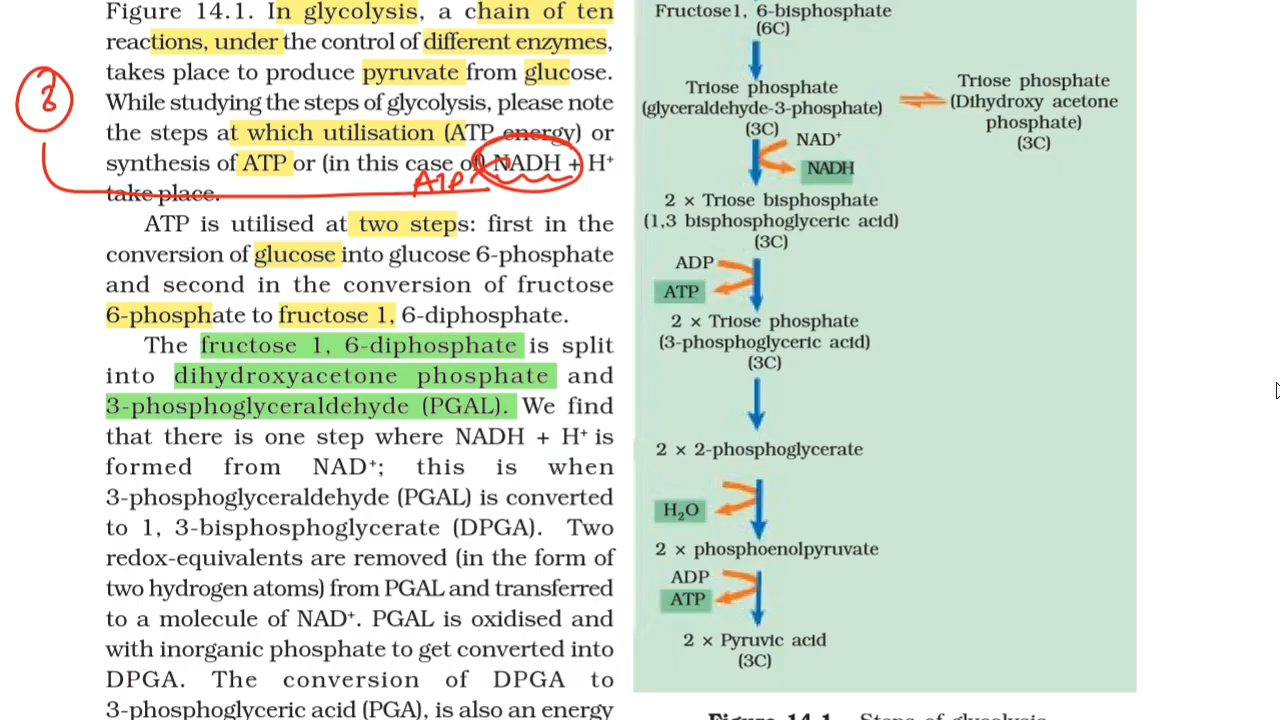 Figure 14.1. In glycolysis, a chain of ten
reactions, under the control of different enzymes,
takes place to produce pyruvate from glucose.
While studying the steps of glycolysis, please note
the steps at which utilisation (ATP energy) or
synthesis of ATP or (in this case of) NADH + H⁺
take place.
ATP
ATP is utilised at two steps: first in the
conversion of glucose into glucose 6-phosphate
and second in the conversion of fructose
6-phosphate to fructose 1, 6-diphosphate.
The fructose 1, 6-diphosphate is split
into dihydroxyacetone phosphate and
3-phosphoglyceraldehyde (PGAL). We find
that there is one step where NADH + H⁺ is
formed from NAD⁺; this is when
3-phosphoglyceraldehyde (PGAL) is converted
to 1, 3-bisphosphoglycerate (DPGA). Two
redox-equivalents are removed (in the form of
two hydrogen atoms) from PGAL and transferred
to a molecule of NAD⁺. PGAL is oxidised and
with inorganic phosphate to get converted into
DPGA. The conversion of DPGA to
3-phosphoglyceric acid (PGA), is also an energy
Fructose1, 6-bisphosphate
(6C)
Triose phosphate
(glyceraldehyde-3-phosphate)
(3C)
Triose phosphate
(Dihydroxy acetone
phosphate)
(3C)
NAD⁺
NADH
2 × Triose bisphosphate
(1,3 bisphosphoglyceric acid)
(3C)
ADP
ATP
2 × Triose phosphate
(3-phosphoglyceric acid)
(3C)
2 × 2-phosphoglycerate
H₂O
2 × phosphoenolpyruvate
ADP
ATP
2 × Pyruvic acid
(3C)
Figure 14.1 Steps of glycolysis